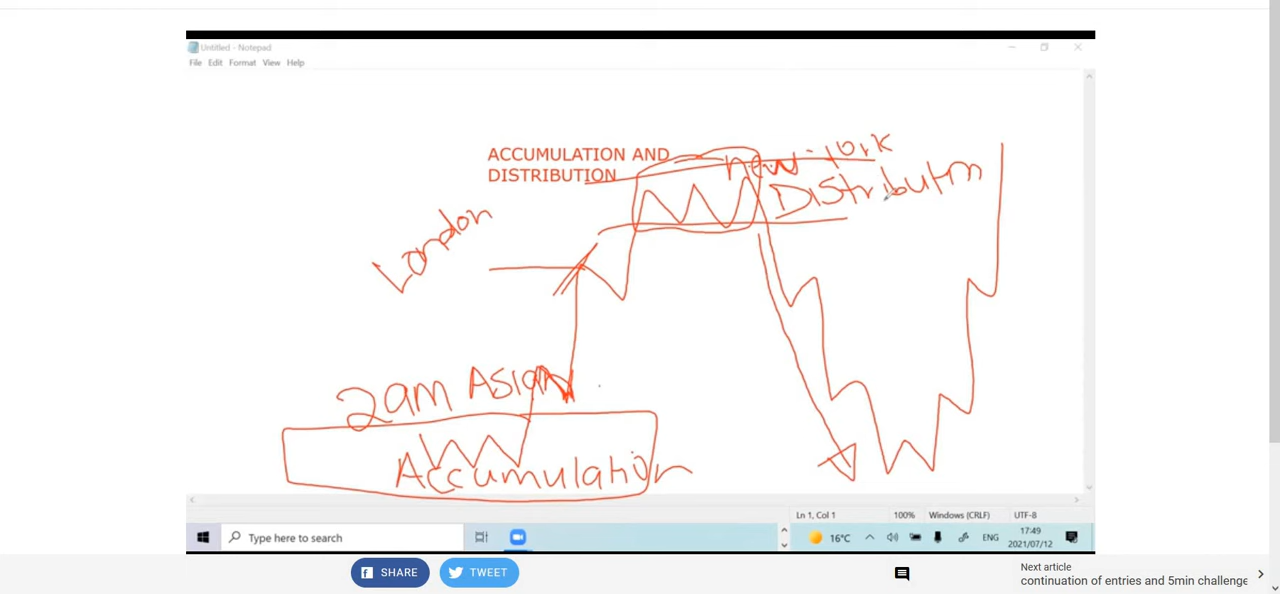 Untitled - Notepad
File Edit Format View Help
ACCUMULATION AND
DISTRIBUTION
new york
Distributin
London
2am Asian
Accumulation
Ln 1, Col 1 100% Windows (CRLF) UTF-8
Type here to search
16°C ENG
17:49
2021/07/12
SHARE TWEET
Next article
continuation of entries and 5min challenge